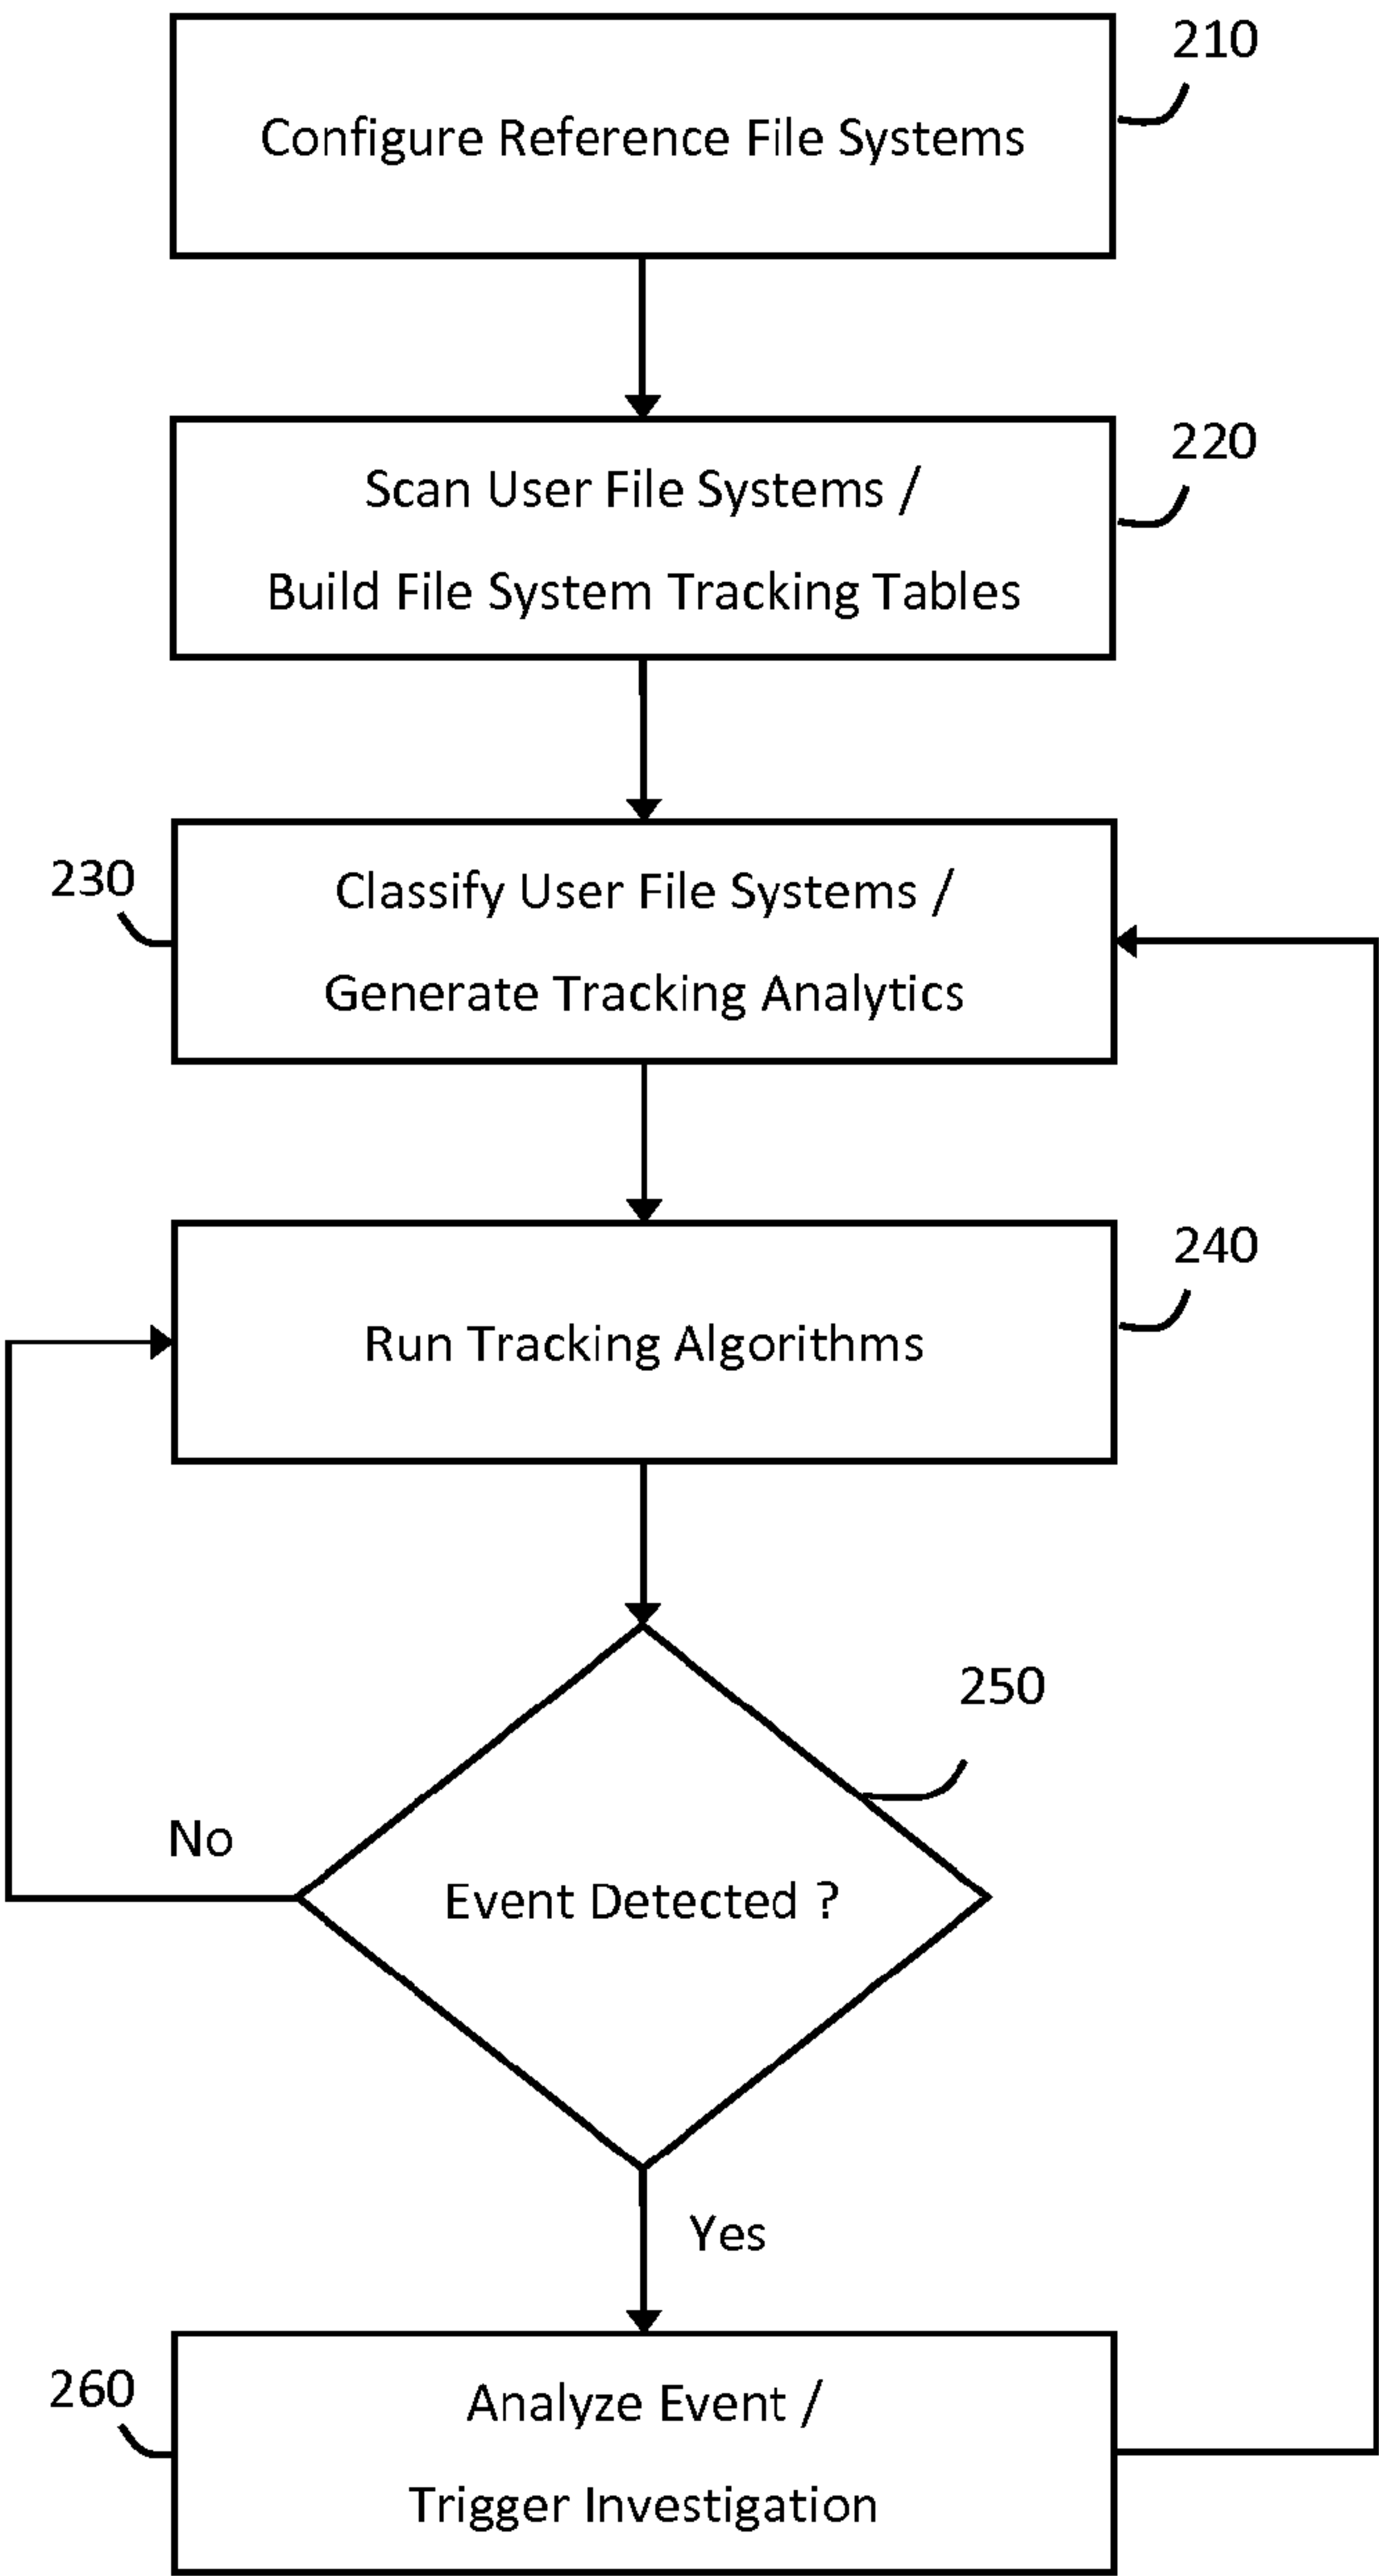 210
Configure Reference File Systems
220
Scan User File Systems /
Build File System Tracking Tables
230
Classify User File Systems /
Generate Tracking Analytics
240
Run Tracking Algorithms
250
No
Event Detected ?
Yes
260
Analyze Event /
Trigger Investigation